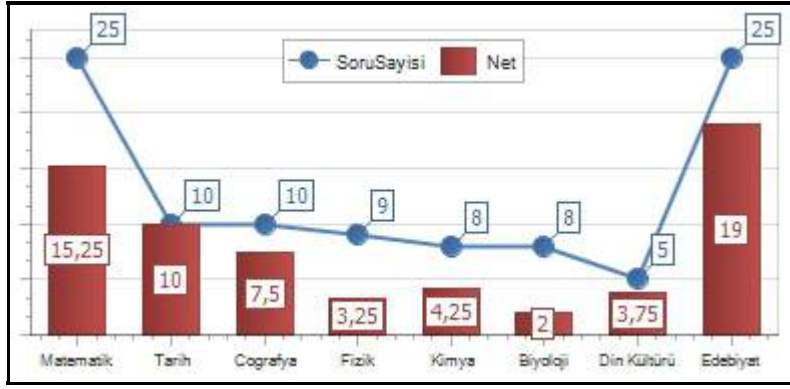 25
25
SoruSayisi
Net
10
10
9
8
8
5
15,25
10
7,5
3,25
4,25
2
3,75
19
Matematik
Tarih
Cografya
Fizik
Kimya
Biyoloji
Din Kültürü
Edebiyat